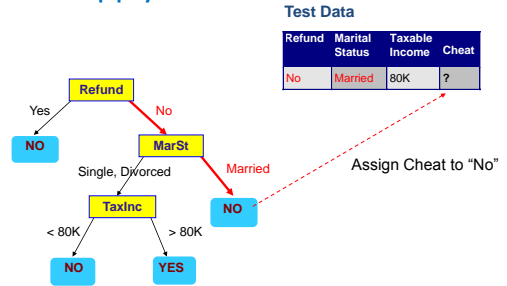 Test Data
Refund Marital Status Taxable Income Cheat
No Married 80K ?
Refund
Yes No
NO MarSt
Single, Divorced Married
Assign Cheat to “No”
TaxInc NO
< 80K > 80K
NO YES